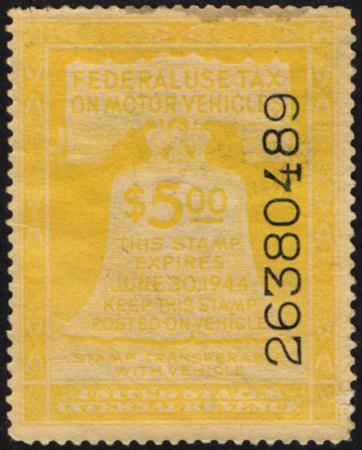 FEDERAL USE TAX
ON MOTOR VEHICLES
$5.00
THIS STAMP
EXPIRES
JUNE 30, 1944
KEEP THIS STAMP
POSTED ON VEHICLE
STAMP TRANSFERABLE
WITH VEHICLE
UNITED STATES
INTERNAL REVENUE
26380489